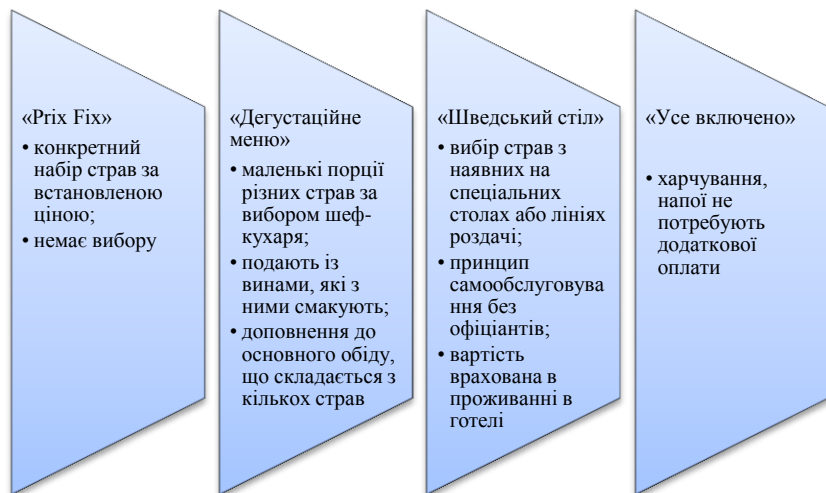 «Prix Fix»
• конкретний
набір страв за
встановленою
ціною;
• немає вибору
«Дегустаційне
меню»
• маленькі порції
різних страв за
вибором шеф-
кухаря;
• подають із
винами, які з
ними смакують;
• доповнення до
основного обіду,
що складається з
кількох страв
«Шведський стіл»
• вибір страв з
наявних на
спеціальних
столах або лініях
роздачі;
• принцип
самообслуговува
ння без
офіціантів;
• вартість
врахована в
проживанні в
готелі
«Усе включено»
• харчування,
напої не
потребують
додаткової
оплати